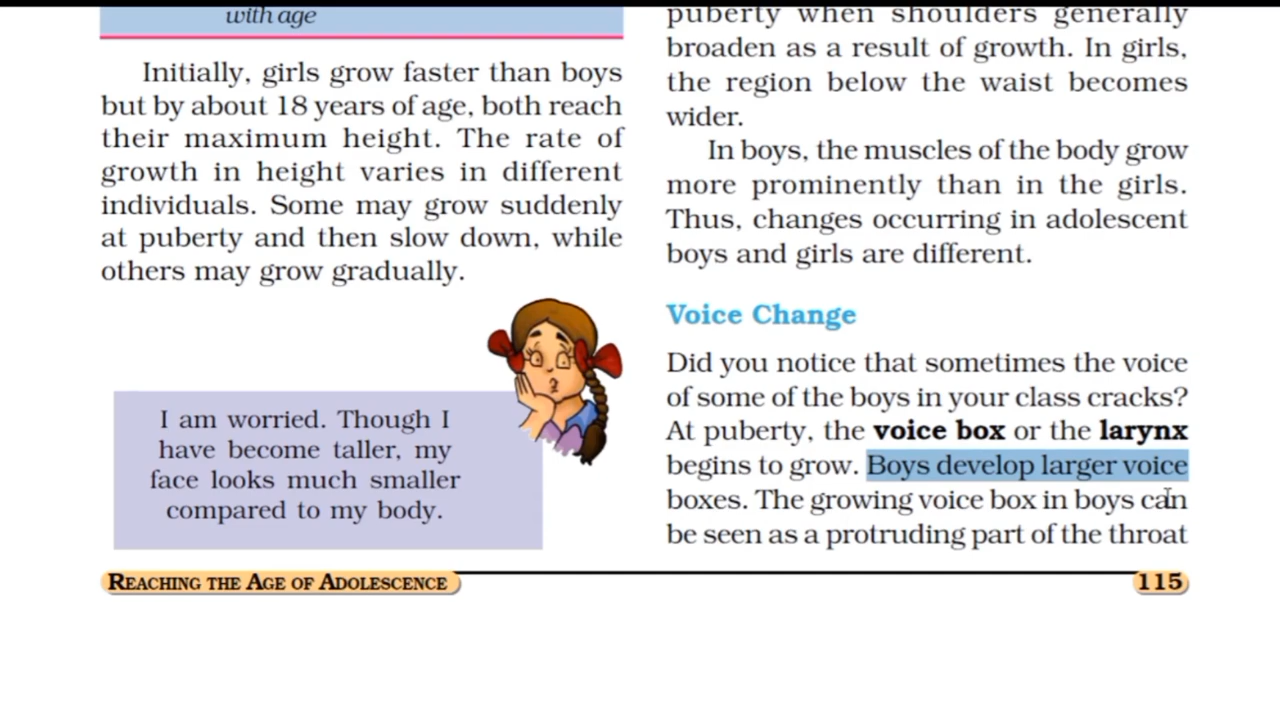 with age
Initially, girls grow faster than boys
but by about 18 years of age, both reach
their maximum height. The rate of
growth in height varies in different
individuals. Some may grow suddenly
at puberty and then slow down, while
others may grow gradually.
I am worried. Though I
have become taller, my
face looks much smaller
compared to my body.
puberty when shoulders generally
broaden as a result of growth. In girls,
the region below the waist becomes
wider.
In boys, the muscles of the body grow
more prominently than in the girls.
Thus, changes occurring in adolescent
boys and girls are different.
Voice Change
Did you notice that sometimes the voice
of some of the boys in your class cracks?
At puberty, the voice box or the larynx
begins to grow. Boys develop larger voice
boxes. The growing voice box in boys can
be seen as a protruding part of the throat
REACHING THE AGE OF ADOLESCENCE
115